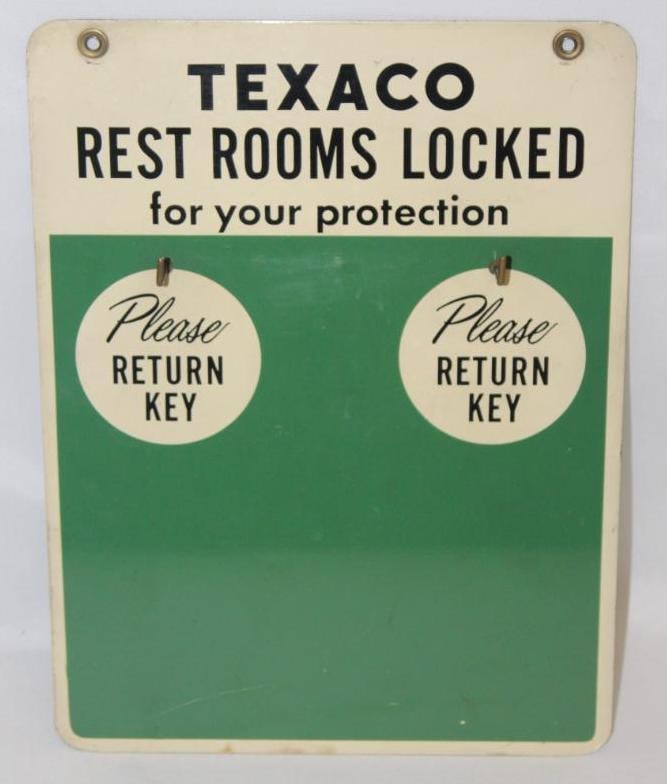 TEXACO
REST ROOMS LOCKED
for your protection
Please
RETURN
KEY
Please
RETURN
KEY